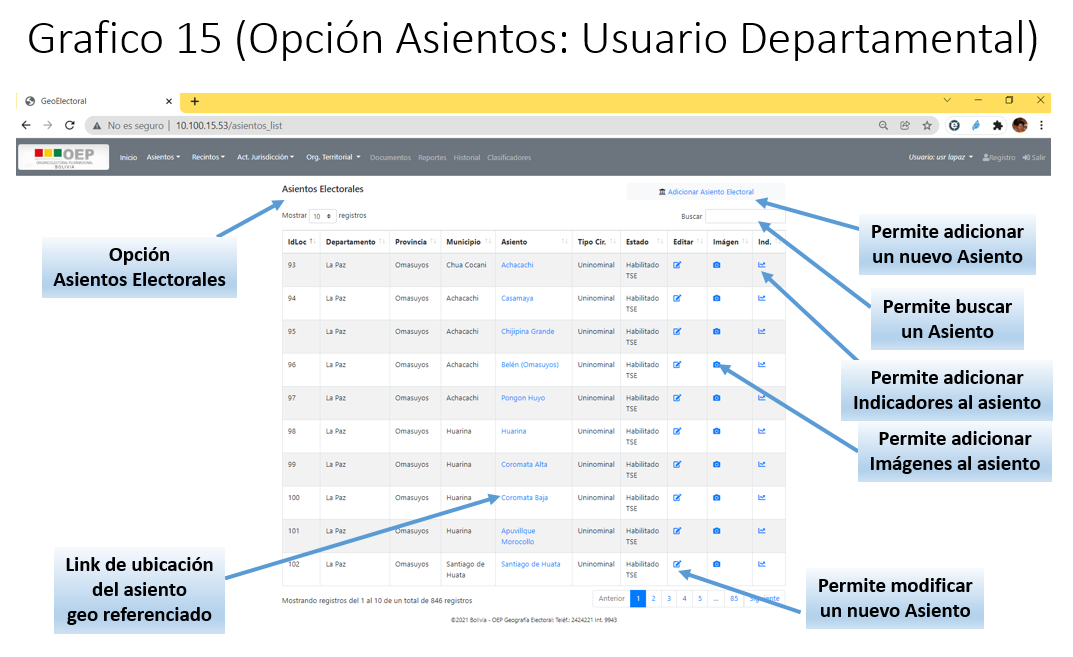 Grafico 15 (Opción Asientos: Usuario Departamental)
GeoElectoral
No es seguro | 10.100.15.53/asientos_list
OEP
BOLIVIA
Inicio Asientos Recintos Act. Jurisdicción Org. Territorial Documentos Reportes Historial Clasificadores
Usuario: usr lapaz Registro Salir
Asientos Electorales
Adicionar Asiento Electoral
Mostrar 10 registros
Buscar
IdLoc Departamento Provincia Municipio Asiento Tipo Cir. Estado Editar Imágen Ind.
93 La Paz Omasuyos Chua Cocani Achacachi Uninominal Habilitado
TSE
94 La Paz Omasuyos Achacachi Casamaya Uninominal Habilitado
TSE
95 La Paz Omasuyos Achacachi Chijipina Grande Uninominal Habilitado
TSE
96 La Paz Omasuyos Achacachi Belén (Omasuyos) Uninominal Habilitado
TSE
97 La Paz Omasuyos Achacachi Pongon Huyo Uninominal Habilitado
TSE
98 La Paz Omasuyos Huarina Huarina Uninominal Habilitado
TSE
99 La Paz Omasuyos Huarina Coromata Alta Uninominal Habilitado
TSE
100 La Paz Omasuyos Huarina Coromata Baja Uninominal Habilitado
TSE
101 La Paz Omasuyos Huarina Apuvillque Uninominal Habilitado
Morocollo TSE
102 La Paz Omasuyos Santiago de Santiago de Huata Uninominal Habilitado
Huata TSE
Mostrando registros del 1 al 10 de un total de 846 registros
Anterior 1 2 3 4 5 ... 85 Siguiente
©2021 Bolivia - OEP Geografía Electoral: Teléf.: 2424221 Int. 9943
Opción
Asientos Electorales
Permite adicionar
un nuevo Asiento
Permite buscar
un Asiento
Permite adicionar
Indicadores al asiento
Permite adicionar
Imágenes al asiento
Link de ubicación
del asiento
geo referenciado
Permite modificar
un nuevo Asiento